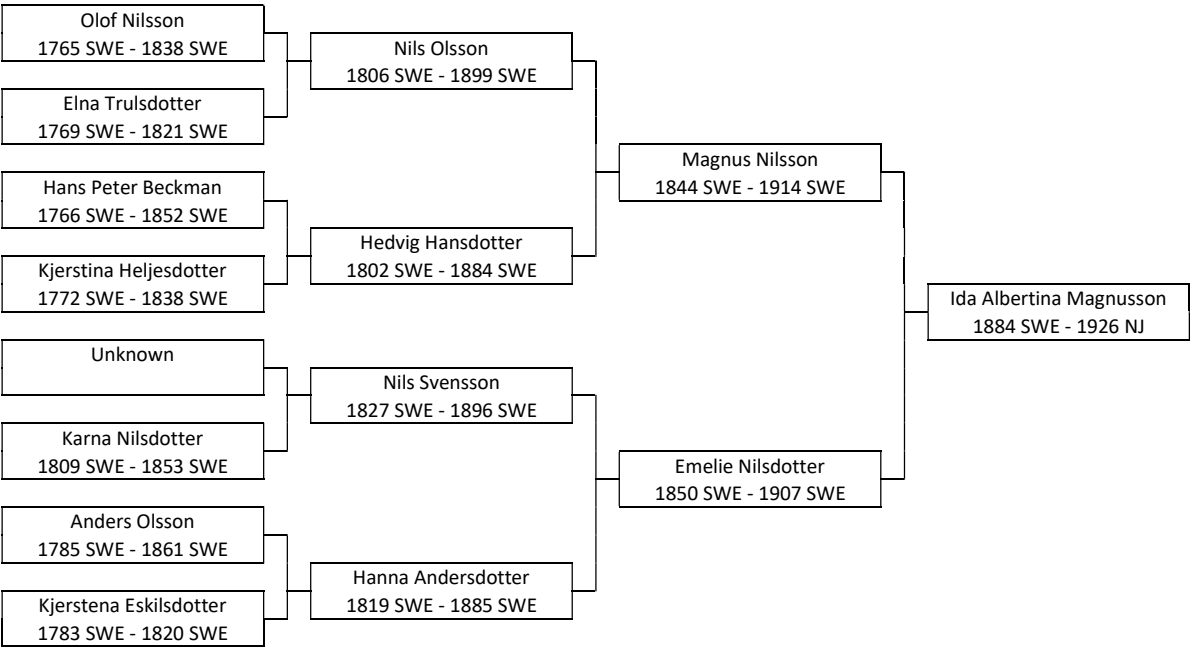 Olof Nilsson
1765 SWE - 1838 SWE
Elna Trulsdotter
1769 SWE - 1821 SWE
Hans Peter Beckman
1766 SWE - 1852 SWE
Kjerstina Heljesdotter
1772 SWE - 1838 SWE
Unknown
Karna Nilsdotter
1809 SWE - 1853 SWE
Anders Olsson
1785 SWE - 1861 SWE
Kjerstena Eskilsdotter
1783 SWE - 1820 SWE
Nils Olsson
1806 SWE - 1899 SWE
Hedvig Hansdotter
1802 SWE - 1884 SWE
Nils Svensson
1827 SWE - 1896 SWE
Hanna Andersdotter
1819 SWE - 1885 SWE
Magnus Nilsson
1844 SWE - 1914 SWE
Emelie Nilsdotter
1850 SWE - 1907 SWE
Ida Albertina Magnusson
1884 SWE - 1926 NJ